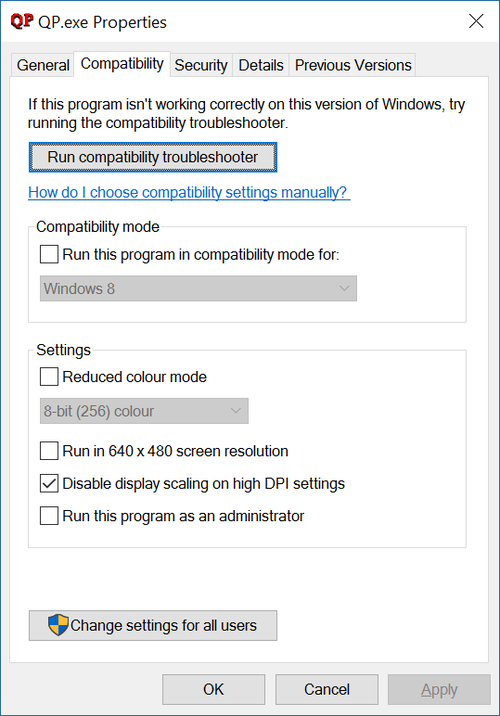 QP QP.exe Properties
General Compatibility Security Details Previous Versions
If this program isn't working correctly on this version of Windows, try
running the compatibility troubleshooter.
Run compatibility troubleshooter
How do I choose compatibility settings manually?
Compatibility mode
Run this program in compatibility mode for:
Windows 8
Settings
Reduced colour mode
8-bit (256) colour
Run in 640 x 480 screen resolution
Disable display scaling on high DPI settings
Run this program as an administrator
Change settings for all users
OK Cancel Apply